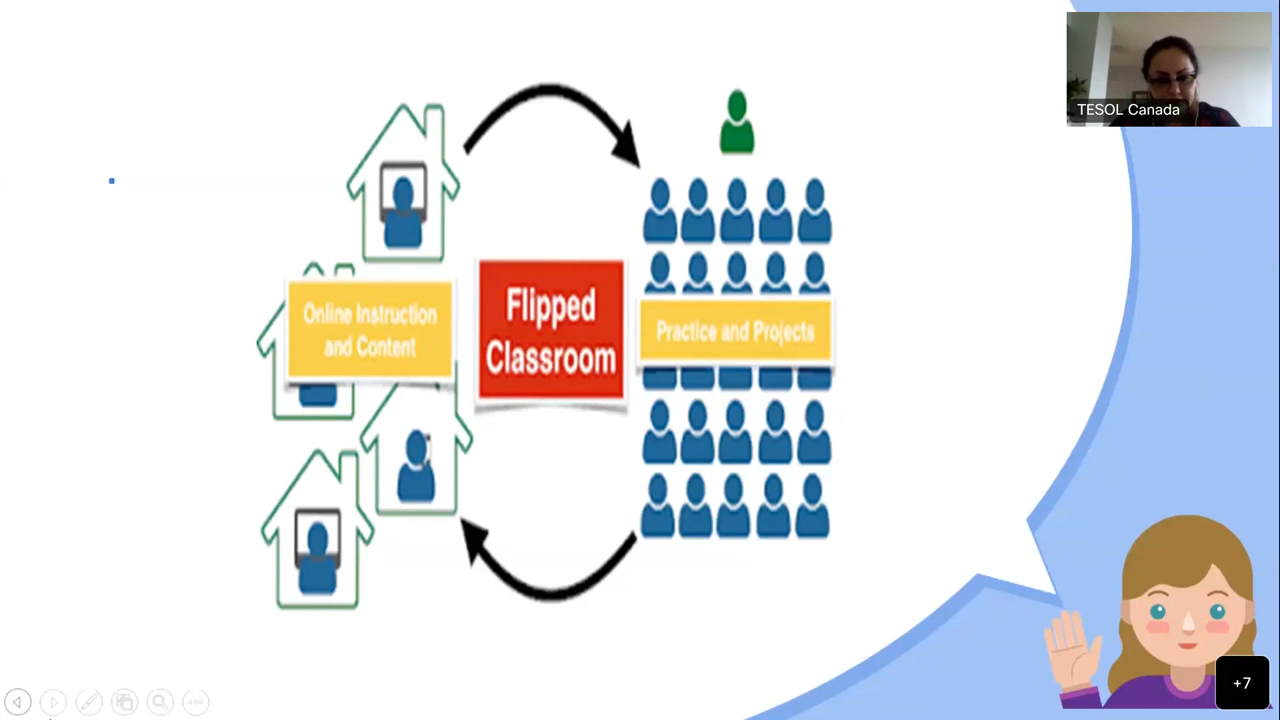 TESOL Canada
Online Instruction
and Content
Flipped
Classroom
Practice and Projects
+7